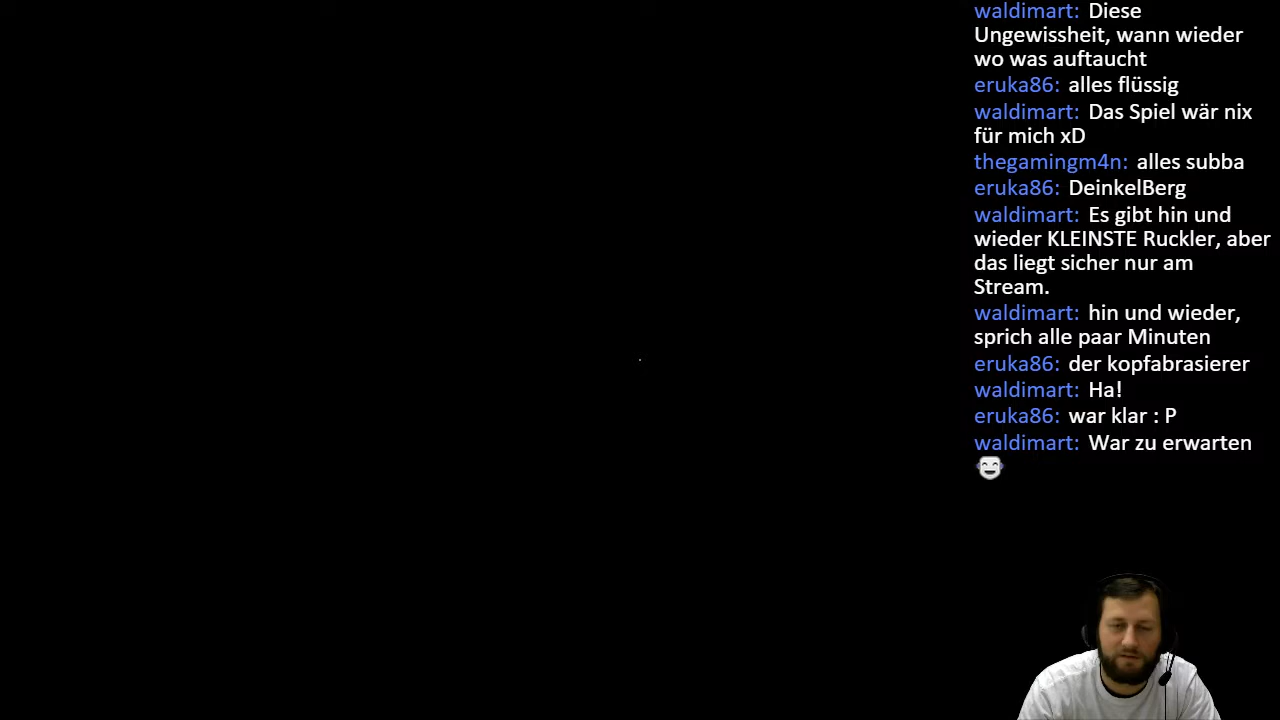 waldimart: Diese
Ungewissheit, wann wieder
wo was auftaucht
eruka86: alles flüssig
waldimart: Das Spiel wär nix
für mich xD
thegamingm4n: alles subba
eruka86: DeinkelBerg
waldimart: Es gibt hin und
wieder KLEINSTE Ruckler, aber
das liegt sicher nur am
Stream.
waldimart: hin und wieder,
sprich alle paar Minuten
eruka86: der kopfabrasierer
waldimart: Ha!
eruka86: war klar : P
waldimart: War zu erwarten